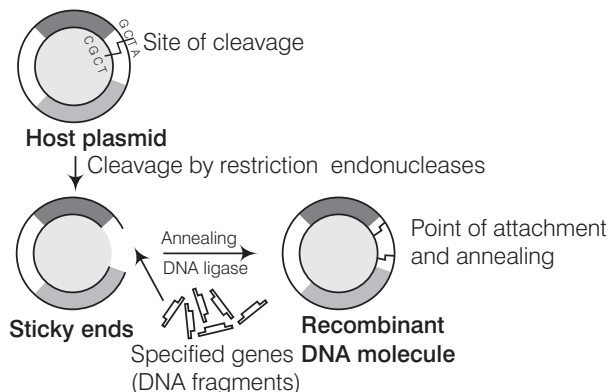 GCTA
CGCT
Site of cleavage
Host plasmid
Cleavage by restriction endonucleases
Annealing
DNA ligase
Point of attachment
and annealing
Sticky ends
Specified genes
(DNA fragments)
Recombinant
DNA molecule